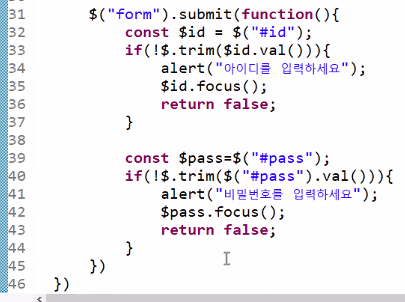 31 $("form").submit(function(){
32 const $id = $("#id");
33 if(!$.trim($id.val())){
34 alert("아이디를 입력하세요");
35 $id.focus();
36 return false;
37 }
38
39 const $pass=$("#pass");
40 if(!$.trim($("#pass").val())){
41 alert("비밀번호를 입력하세요");
42 $pass.focus();
43 return false;
44 }
45 })
46 })